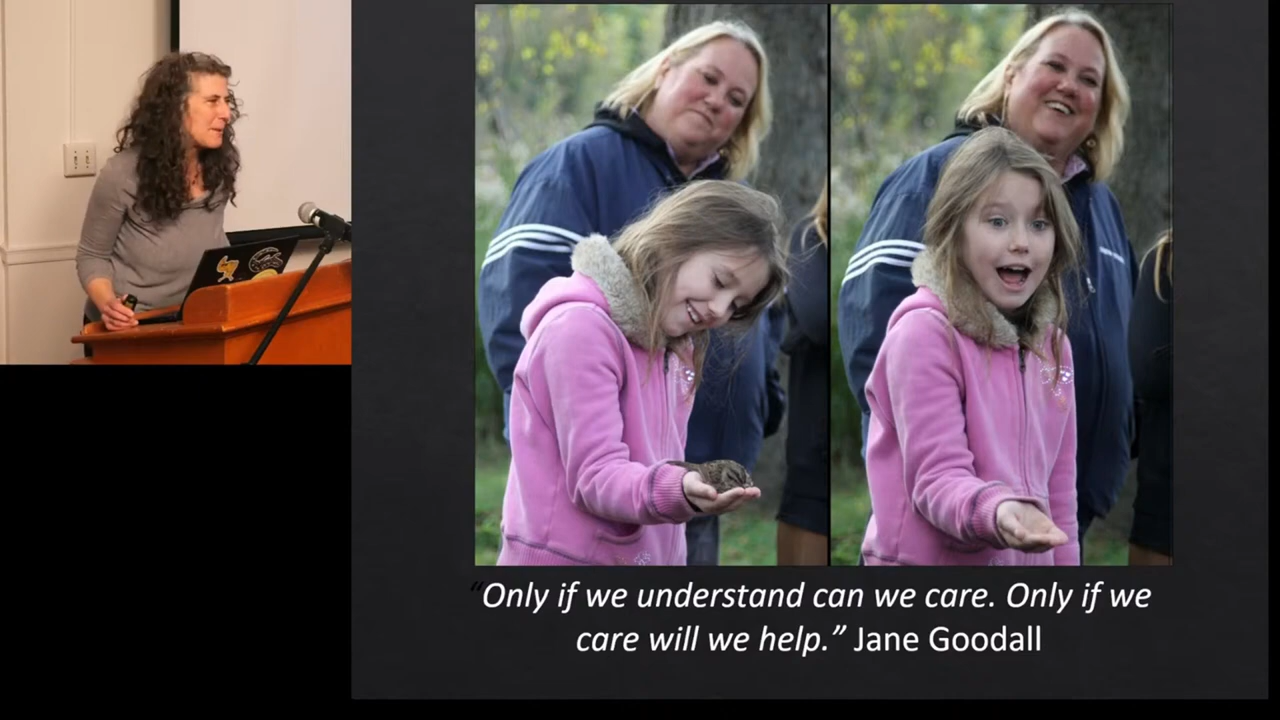 “Only if we understand can we care. Only if we
care will we help.” Jane Goodall